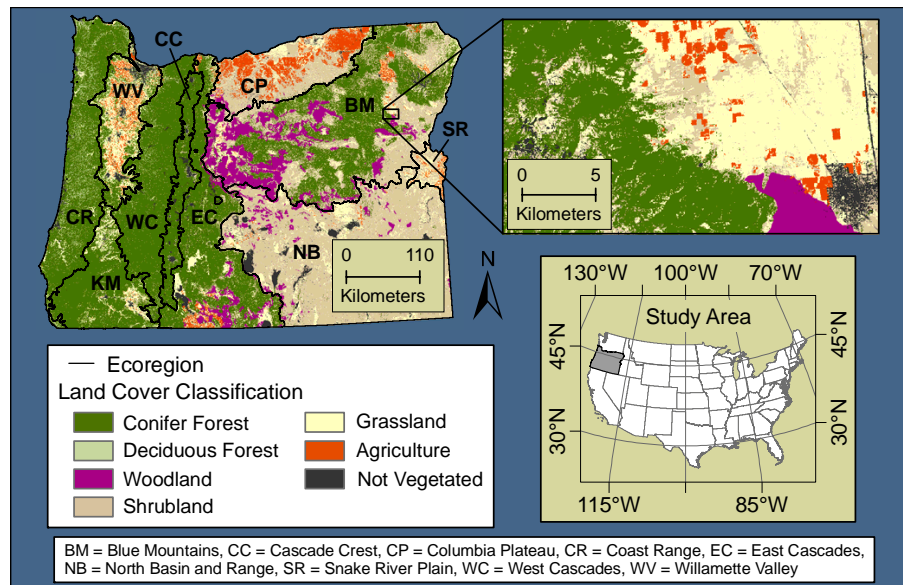 CC
WV
CP
BM
SR
CR
WC
EC
NB
KM
0 110
Kilometers
N
0 5
Kilometers
130°W 100°W 70°W
Study Area
45°N 45°N
30°N 30°N
115°W 85°W
Ecoregion
Land Cover Classification
Conifer Forest
Deciduous Forest
Woodland
Shrubland
Grassland
Agriculture
Not Vegetated
BM = Blue Mountains, CC = Cascade Crest, CP = Columbia Plateau, CR = Coast Range, EC = East Cascades,
NB = North Basin and Range, SR = Snake River Plain, WC = West Cascades, WV = Willamette Valley